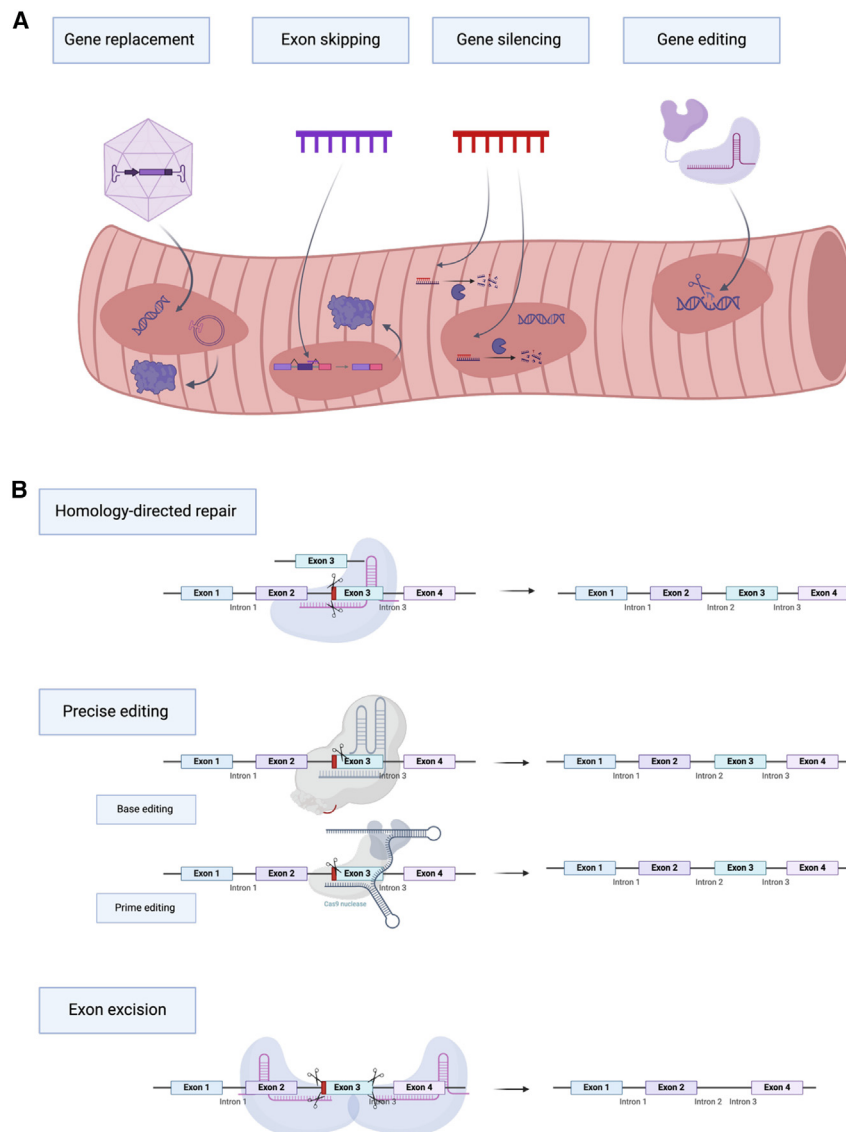 A
Gene replacement
Exon skipping
Gene silencing
Gene editing
B
Homology-directed repair
Exon 3
Exon 1
Exon 2
Exon 3
Exon 4
Intron 1
Intron 3
Exon 1
Exon 2
Exon 3
Exon 4
Intron 1
Intron 2
Intron 3
Precise editing
Exon 1
Exon 2
Exon 3
Exon 4
Intron 1
Intron 3
Exon 1
Exon 2
Exon 3
Exon 4
Intron 1
Intron 2
Intron 3
Base editing
Exon 1
Exon 2
Exon 3
Exon 4
Intron 1
Intron 3
Cas9 nuclease
Exon 1
Exon 2
Exon 3
Exon 4
Intron 1
Intron 2
Intron 3
Prime editing
Exon excision
Exon 1
Exon 2
Exon 3
Exon 4
Intron 1
Intron 3
Exon 1
Exon 2
Exon 4
Intron 1
Intron 2
Intron 3